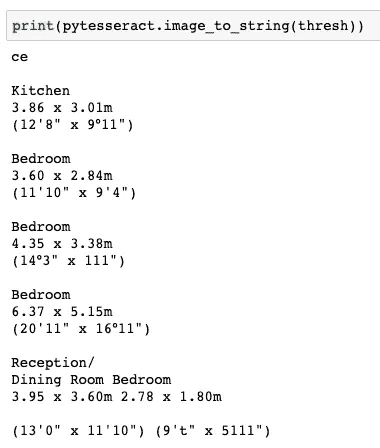 print(pytesseract.image_to_string(thresh))
ce
Kitchen
3.86 x 3.01m
(12'8" x 9°11")
Bedroom
3.60 x 2.84m
(11'10" x 9'4")
Bedroom
4.35 x 3.38m
(14°3" x 111")
Bedroom
6.37 x 5.15m
(20'11" x 16°11")
Reception/
Dining Room Bedroom
3.95 x 3.60m 2.78 x 1.80m
(13'0" x 11'10") (9't" x 5111")